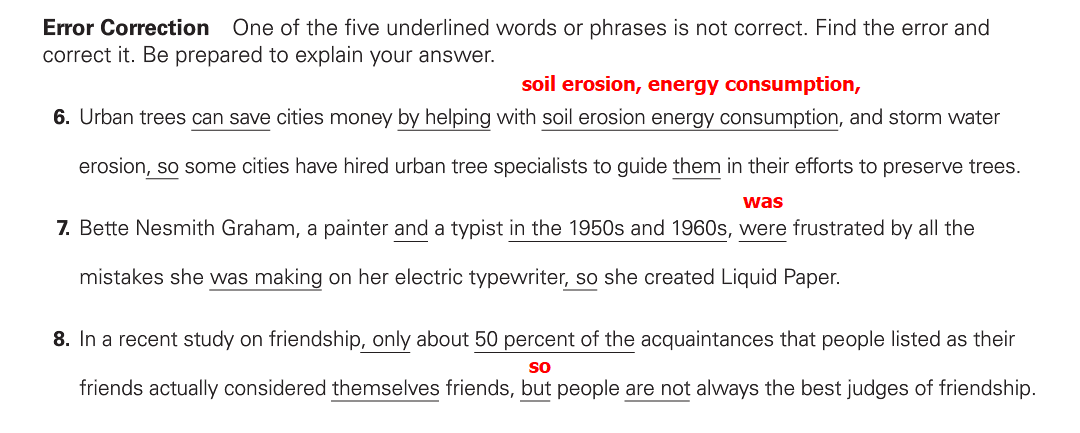 Error Correction One of the five underlined words or phrases is not correct. Find the error and
correct it. Be prepared to explain your answer.
soil erosion, energy consumption,
6. Urban trees can save cities money by helping with soil erosion energy consumption, and storm water
erosion, so some cities have hired urban tree specialists to guide them in their efforts to preserve trees.
was
7. Bette Nesmith Graham, a painter and a typist in the 1950s and 1960s, were frustrated by all the
mistakes she was making on her electric typewriter, so she created Liquid Paper.
8. In a recent study on friendship, only about 50 percent of the acquaintances that people listed as their
so
friends actually considered themselves friends, but people are not always the best judges of friendship.